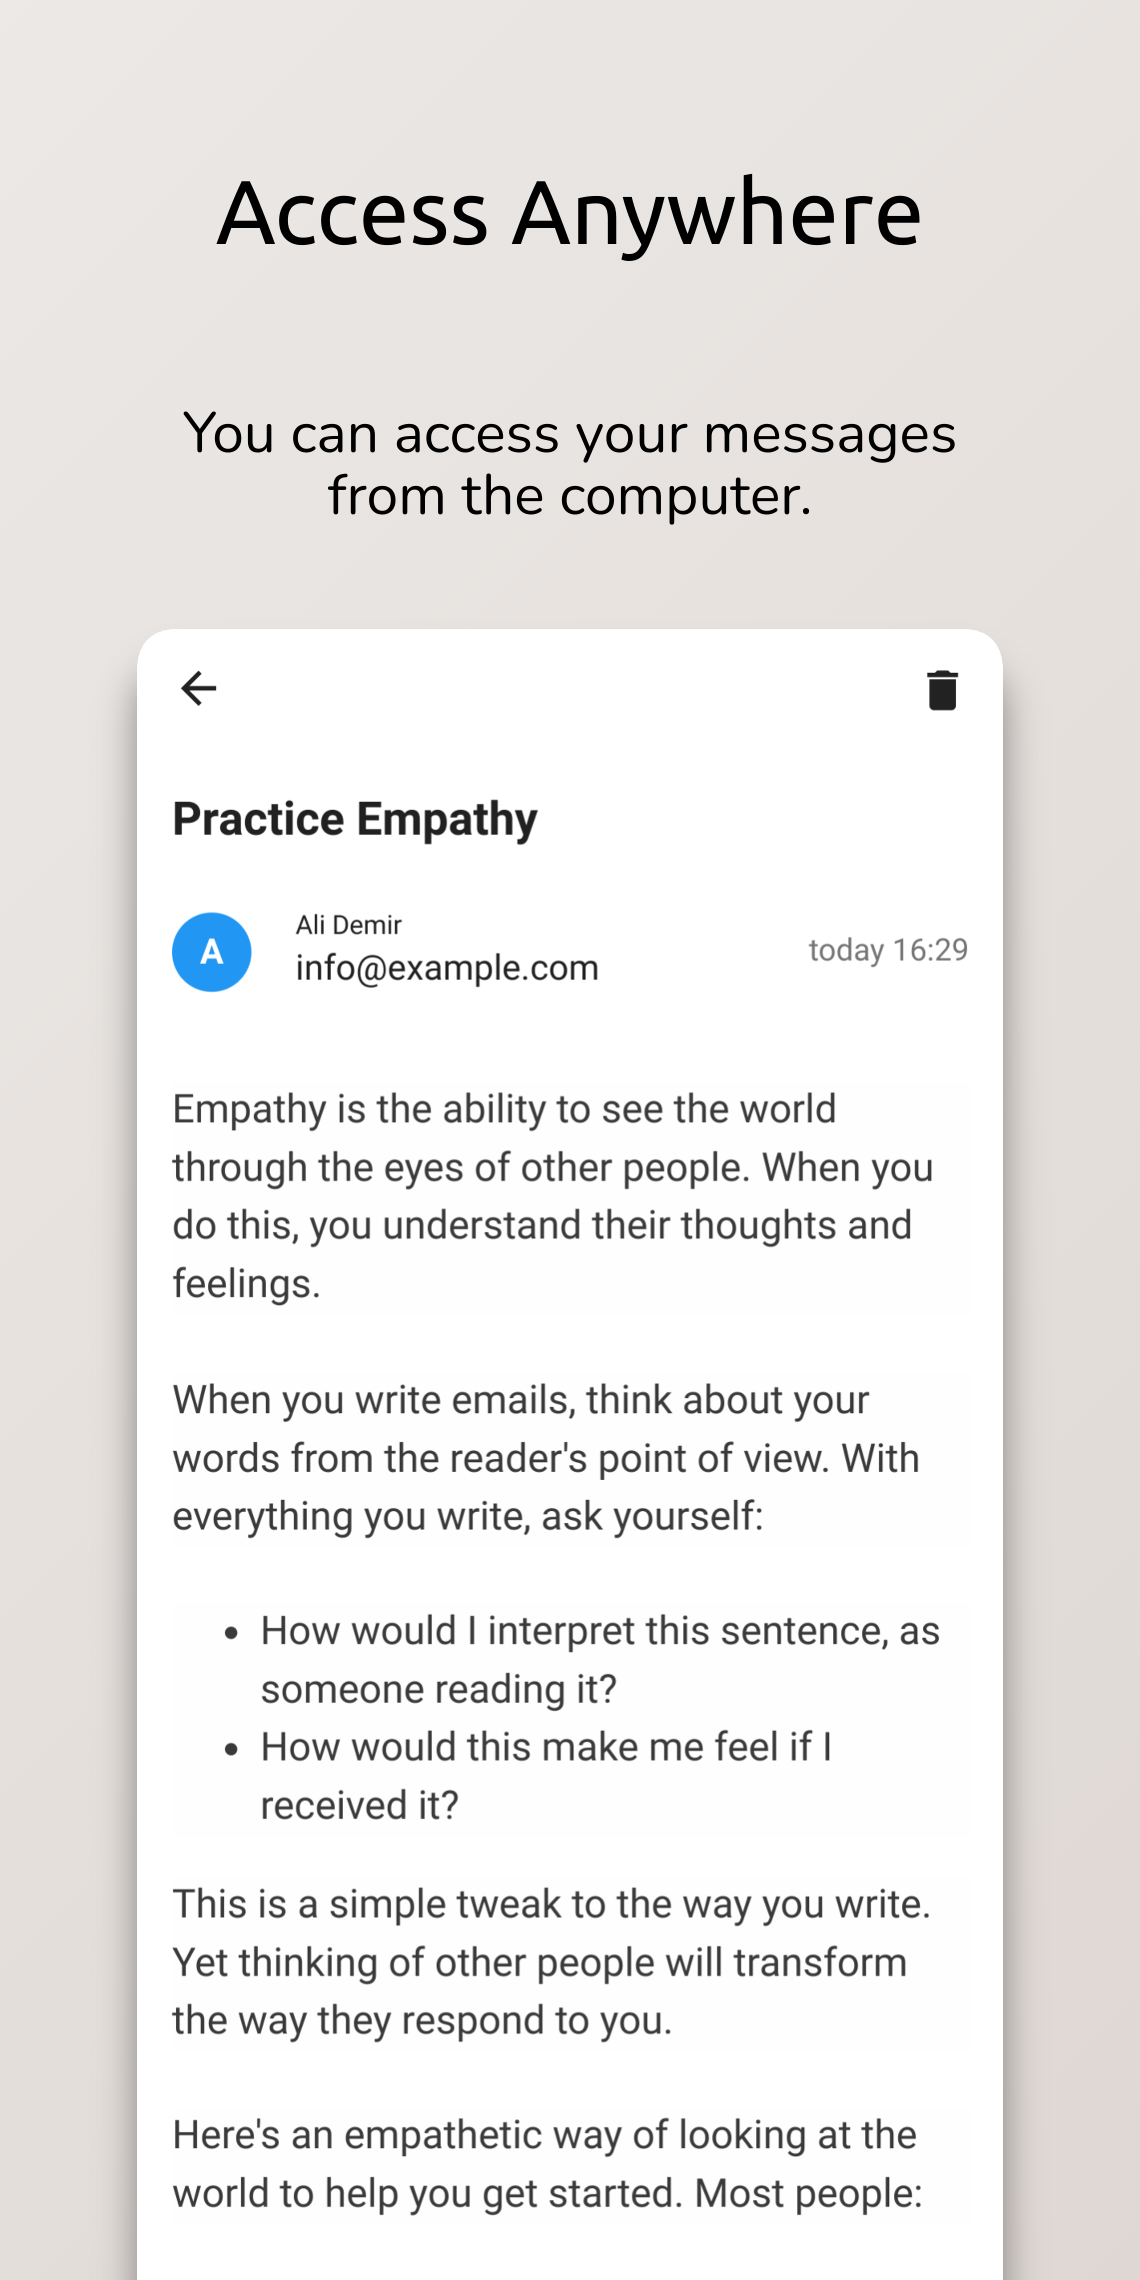 Access Anywhere
You can access your messages
from the computer.
Practice Empathy
A
Ali Demir
info@example.com
today 16:29
Empathy is the ability to see the world
through the eyes of other people. When you
do this, you understand their thoughts and
feelings.
When you write emails, think about your
words from the reader's point of view. With
everything you write, ask yourself:
• How would I interpret this sentence, as
someone reading it?
• How would this make me feel if I
received it?
This is a simple tweak to the way you write.
Yet thinking of other people will transform
the way they respond to you.
Here's an empathetic way of looking at the
world to help you get started. Most people: